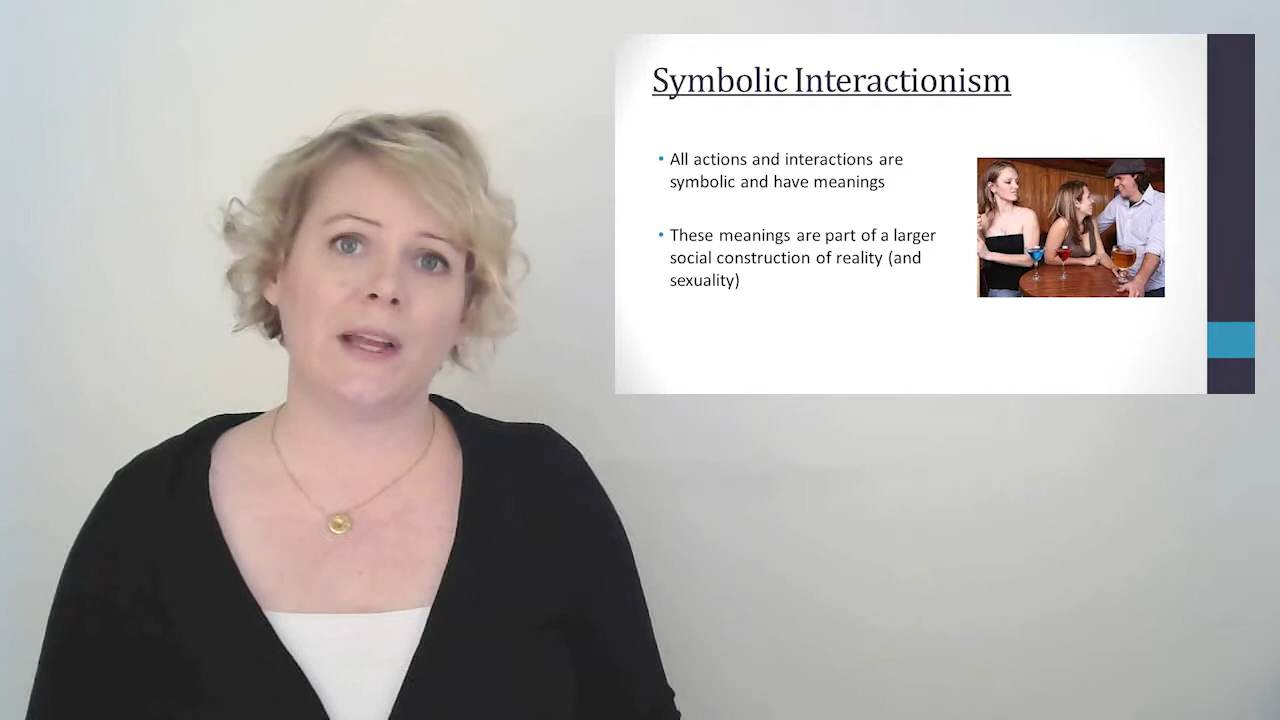 Symbolic Interactionism
• All actions and interactions are
symbolic and have meanings
• These meanings are part of a larger
social construction of reality (and
sexuality)